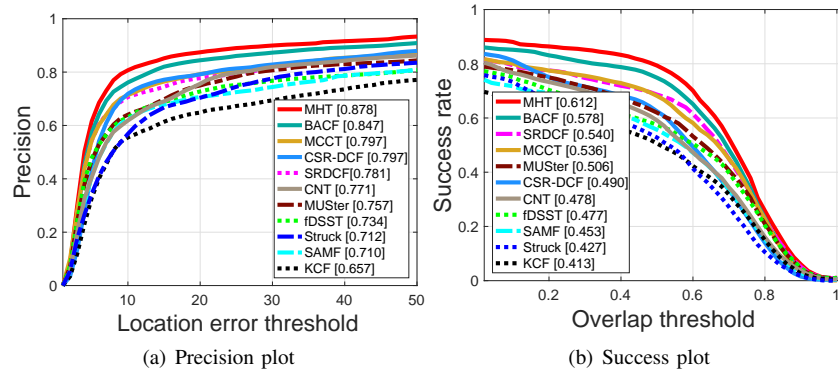 1
0.8
0.6
0.4
0.2
0
10 20 30 40 50
Precision
Location error threshold
MHT [0.878]
BACF [0.847]
MCCT [0.797]
CSR-DCF [0.797]
SRDCF[0.781]
CNT [0.771]
MUSter [0.757]
fDSST [0.734]
Struck [0.712]
SAMF [0.710]
KCF [0.657]
(a) Precision plot
1
0.8
0.6
0.4
0.2
0
0.2 0.4 0.6 0.8 1
Success rate
Overlap threshold
MHT [0.612]
BACF [0.578]
SRDCF [0.540]
MCCT [0.536]
MUSter [0.506]
CSR-DCF [0.490]
CNT [0.478]
fDSST [0.477]
SAMF [0.453]
Struck [0.427]
KCF [0.413]
(b) Success plot